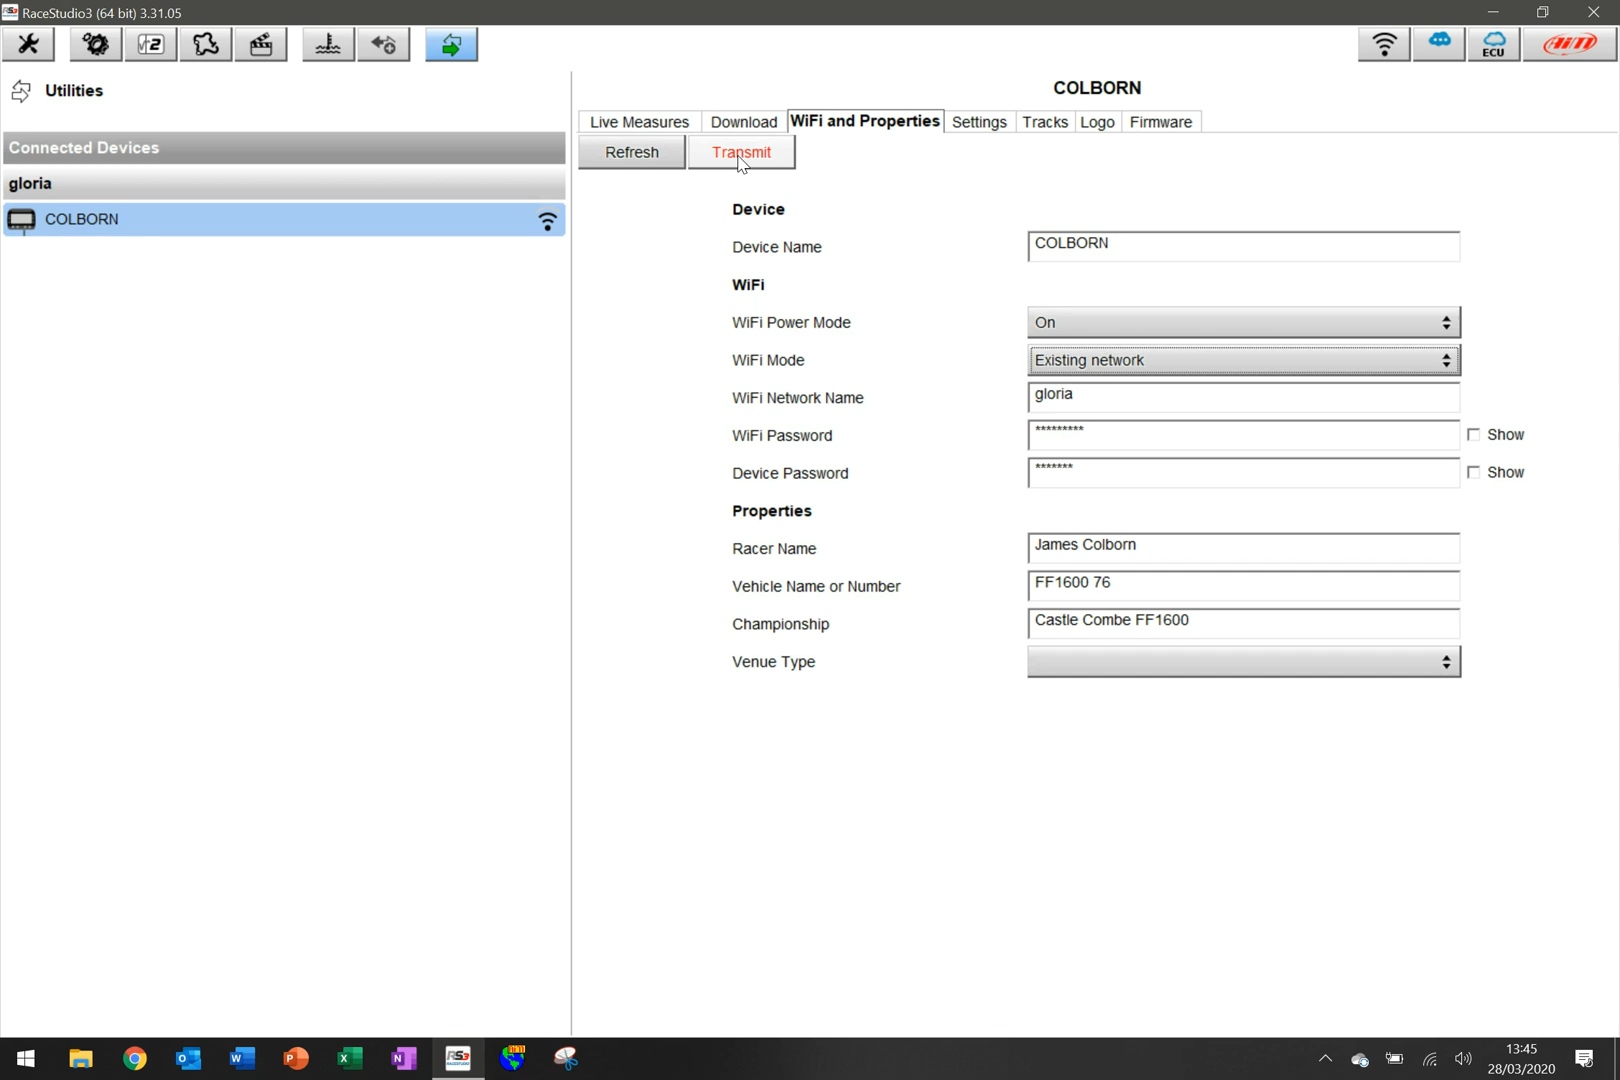 RaceStudio3 (64 bit) 3.31.05
ECU
AiM
Utilities
COLBORN
Live Measures Download WiFi and Properties Settings Tracks Logo Firmware
Refresh Transmit
Connected Devices
gloria
COLBORN
Device
Device Name COLBORN
WiFi
WiFi Power Mode On
WiFi Mode Existing network
WiFi Network Name gloria
WiFi Password ********* Show
Device Password ******* Show
Properties
Racer Name James Colborn
Vehicle Name or Number FF1600 76
Championship Castle Combe FF1600
Venue Type
13:45
28/03/2020